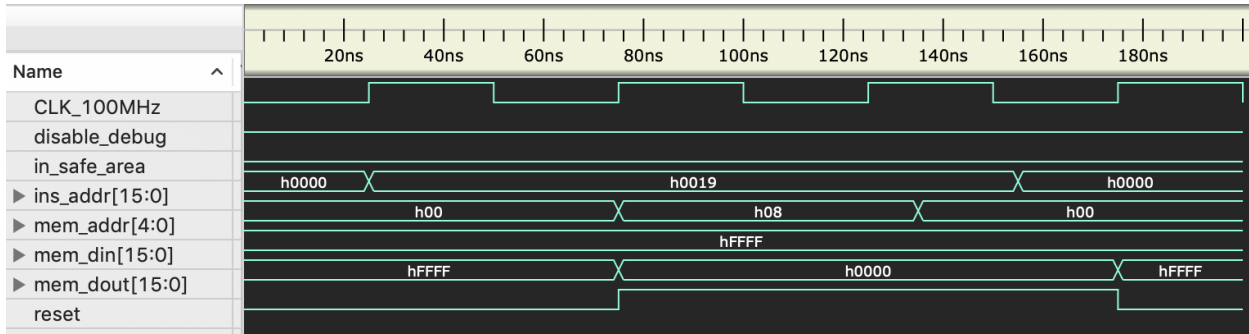 20ns 40ns 60ns 80ns 100ns 120ns 140ns 160ns 180ns
Name
CLK_100MHz
disable_debug
in_safe_area
h0000 h0019 h0000
ins_addr[15:0]
h00 h08 h00
mem_addr[4:0]
hFFFF
mem_din[15:0]
hFFFF h0000 hFFFF
mem_dout[15:0]
reset